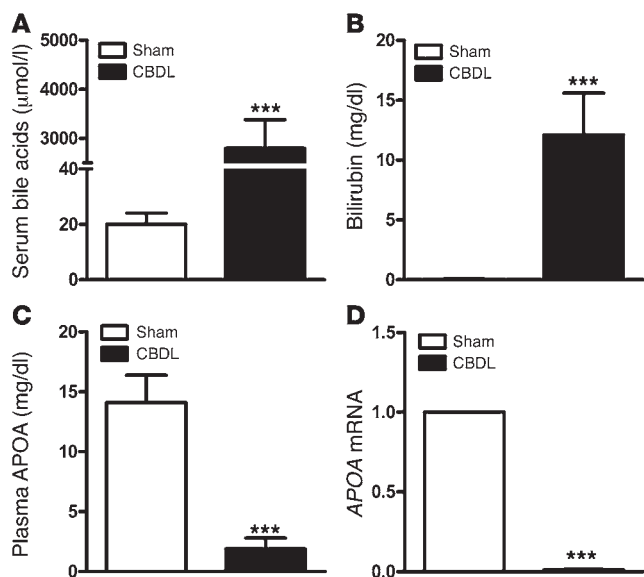 A
Serum bile acids (μmol/l)
5000
4000
3000
40
20
0
Sham
CBDL
***
B
Bilirubin (mg/dl)
20
15
10
5
0
Sham
CBDL
***
C
Plasma APOA (mg/dl)
20
15
10
5
0
Sham
CBDL
***
D
APOA mRNA
1.5
1.0
0.5
0.0
Sham
CBDL
***